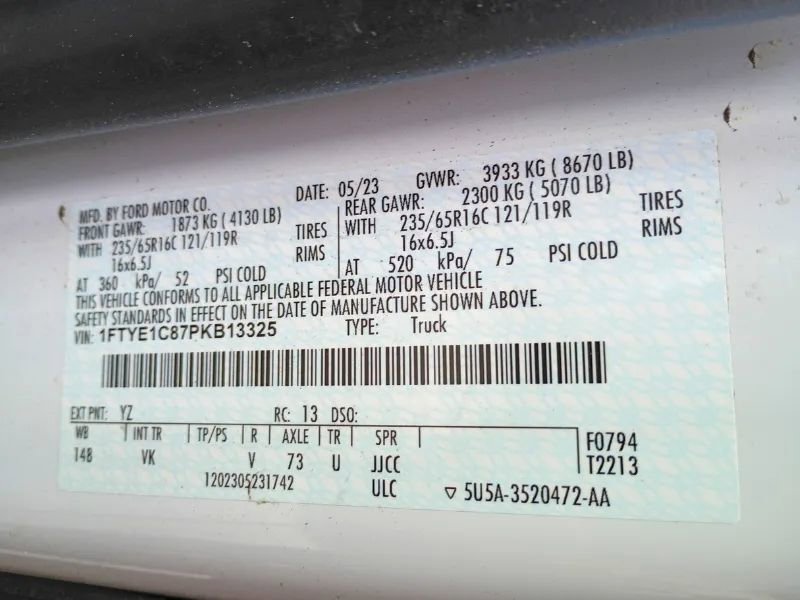 MFD. BY FORD MOTOR CO. DATE: 05/23 GVWR: 3933 KG ( 8670 LB)
FRONT GAWR: 1873 KG ( 4130 LB) REAR GAWR: 2300 KG ( 5070 LB)
WITH 235/65R16C 121/119R TIRES WITH 235/65R16C 121/119R TIRES
16x6.5J RIMS 16x6.5J RIMS
AT 360 kPa/ 52 PSI COLD AT 520 kPa/ 75 PSI COLD
THIS VEHICLE CONFORMS TO ALL APPLICABLE FEDERAL MOTOR VEHICLE
SAFETY STANDARDS IN EFFECT ON THE DATE OF MANUFACTURE SHOWN ABOVE.
VIN: 1FTYE1C87PKB13325 TYPE: Truck
EXT PNT: YZ RC: 13 DSO:
WB INT TR TP/PS R AXLE TR SPR F0794
148 VK V 73 U JJCC T2213
1202305231742 ULC ▽ 5U5A-3520472-AA